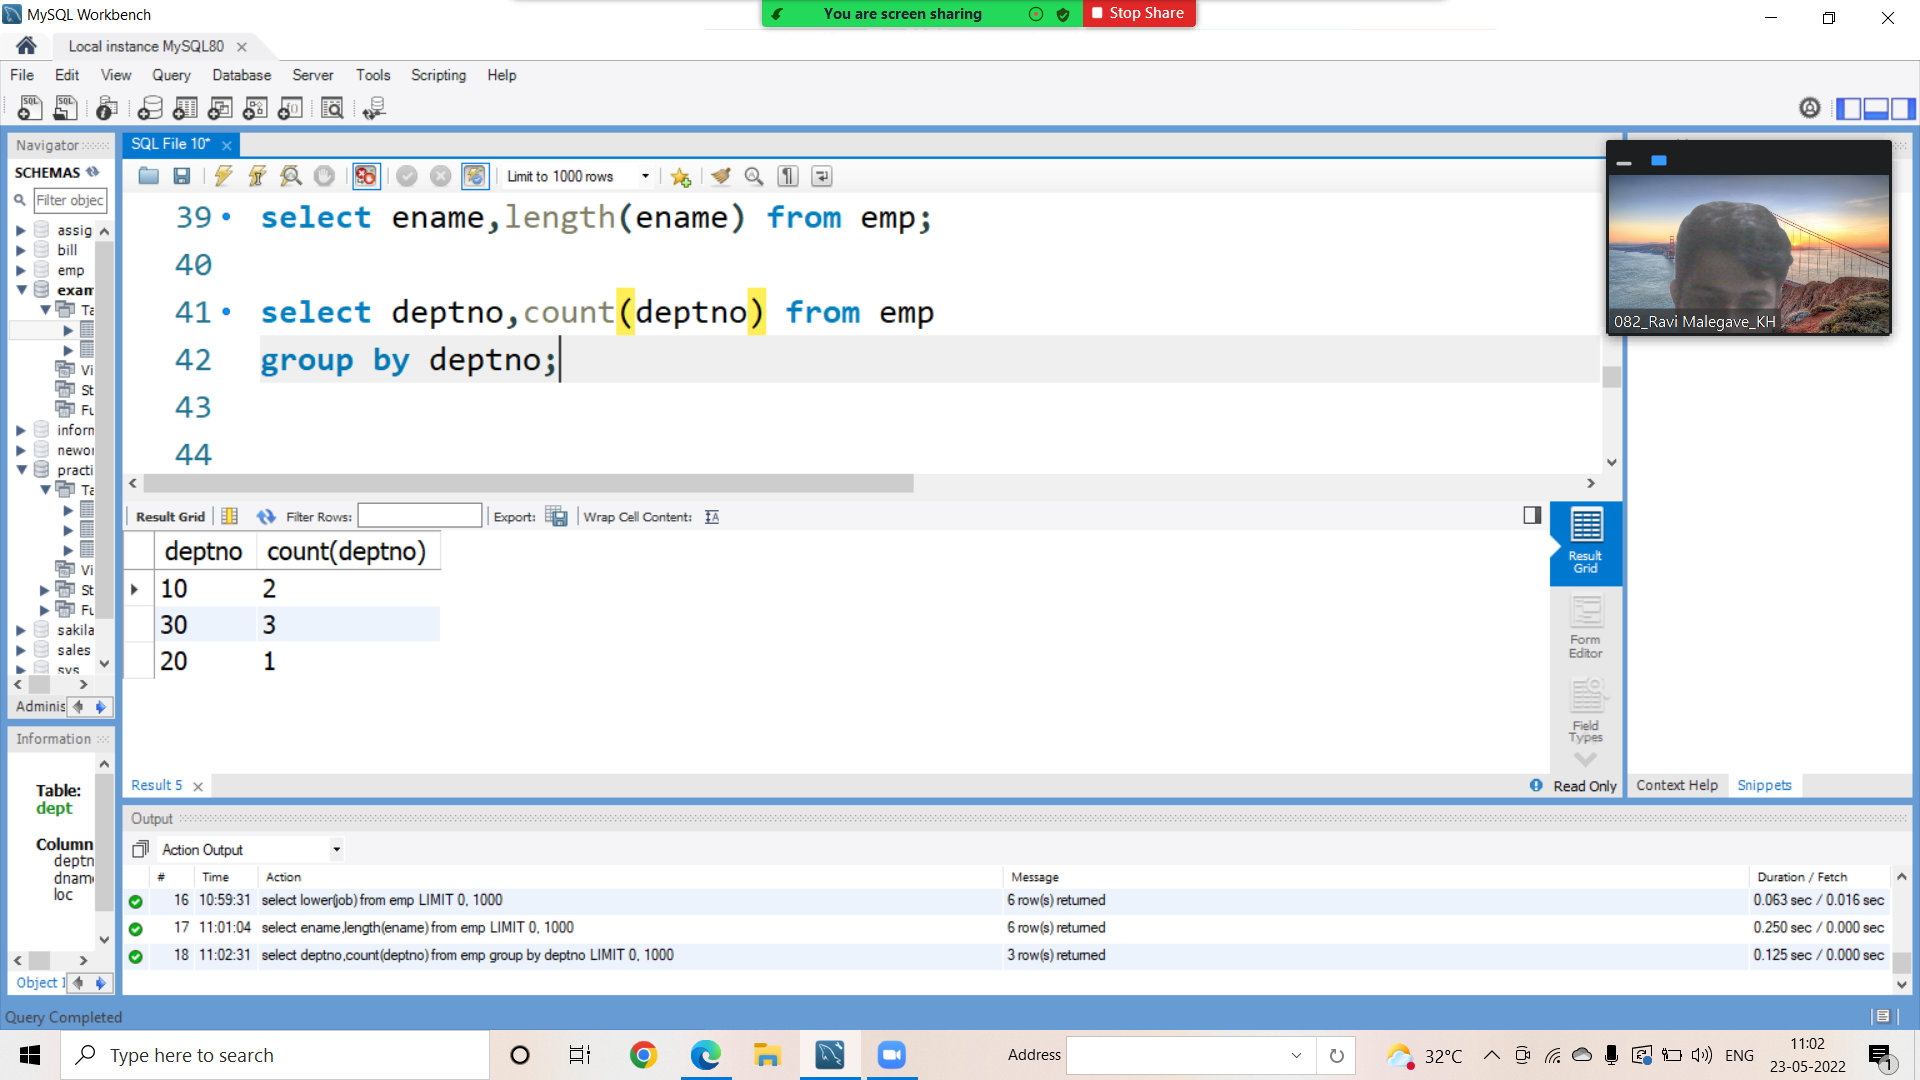 MySQL Workbench
You are screen sharing
Stop Share
Local instance MySQL80
File Edit View Query Database Server Tools Scripting Help
Navigator
SCHEMAS
Filter objec
assig
bill
emp
exam
Ta
Vi
St
Fu
inform
newor
practi
Ta
Vi
St
Fu
sakila
sales
sys
Adminis
Information
Table:
dept
Column
deptn
dname
loc
Object I
SQL File 10*
Limit to 1000 rows
39 select ename,length(ename) from emp;
40
41 select deptno,count(deptno) from emp
42 group by deptno;
43
44
082_Ravi Malegave_KH
Result Grid Filter Rows: Export: Wrap Cell Content:
deptno count(deptno)
10 2
30 3
20 1
Result Grid
Form Editor
Field Types
Result 5
Read Only
Context Help Snippets
Output
Action Output
# Time Action Message Duration / Fetch
16 10:59:31 select lower(job) from emp LIMIT 0, 1000 6 row(s) returned 0.063 sec / 0.016 sec
17 11:01:04 select ename,length(ename) from emp LIMIT 0, 1000 6 row(s) returned 0.250 sec / 0.000 sec
18 11:02:31 select deptno,count(deptno) from emp group by deptno LIMIT 0, 1000 3 row(s) returned 0.125 sec / 0.000 sec
Query Completed
Type here to search
Address
32°C
ENG
11:02
23-05-2022
1